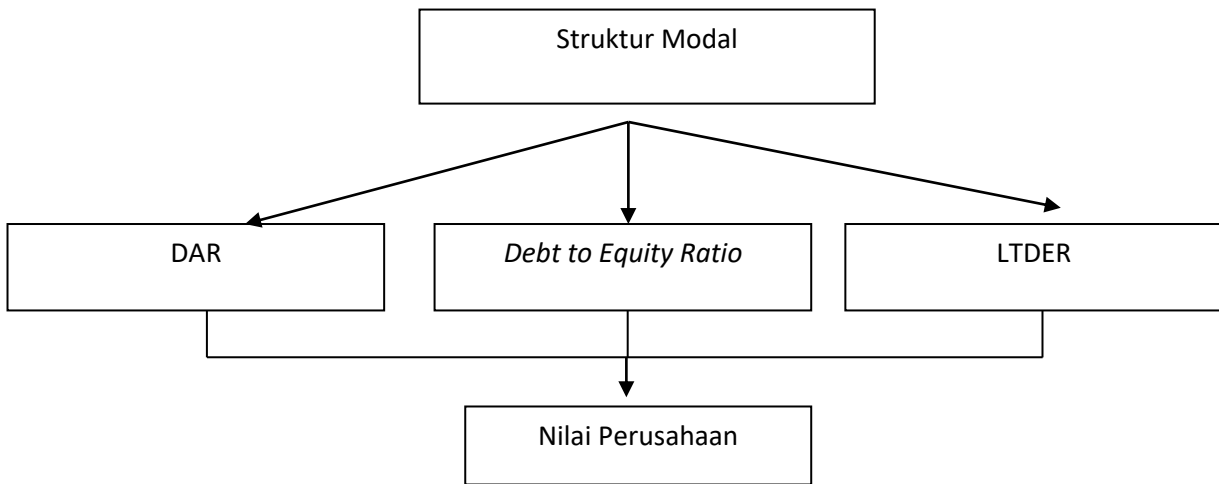 Struktur Modal
DAR
Debt to Equity Ratio
LTDER
Nilai Perusahaan